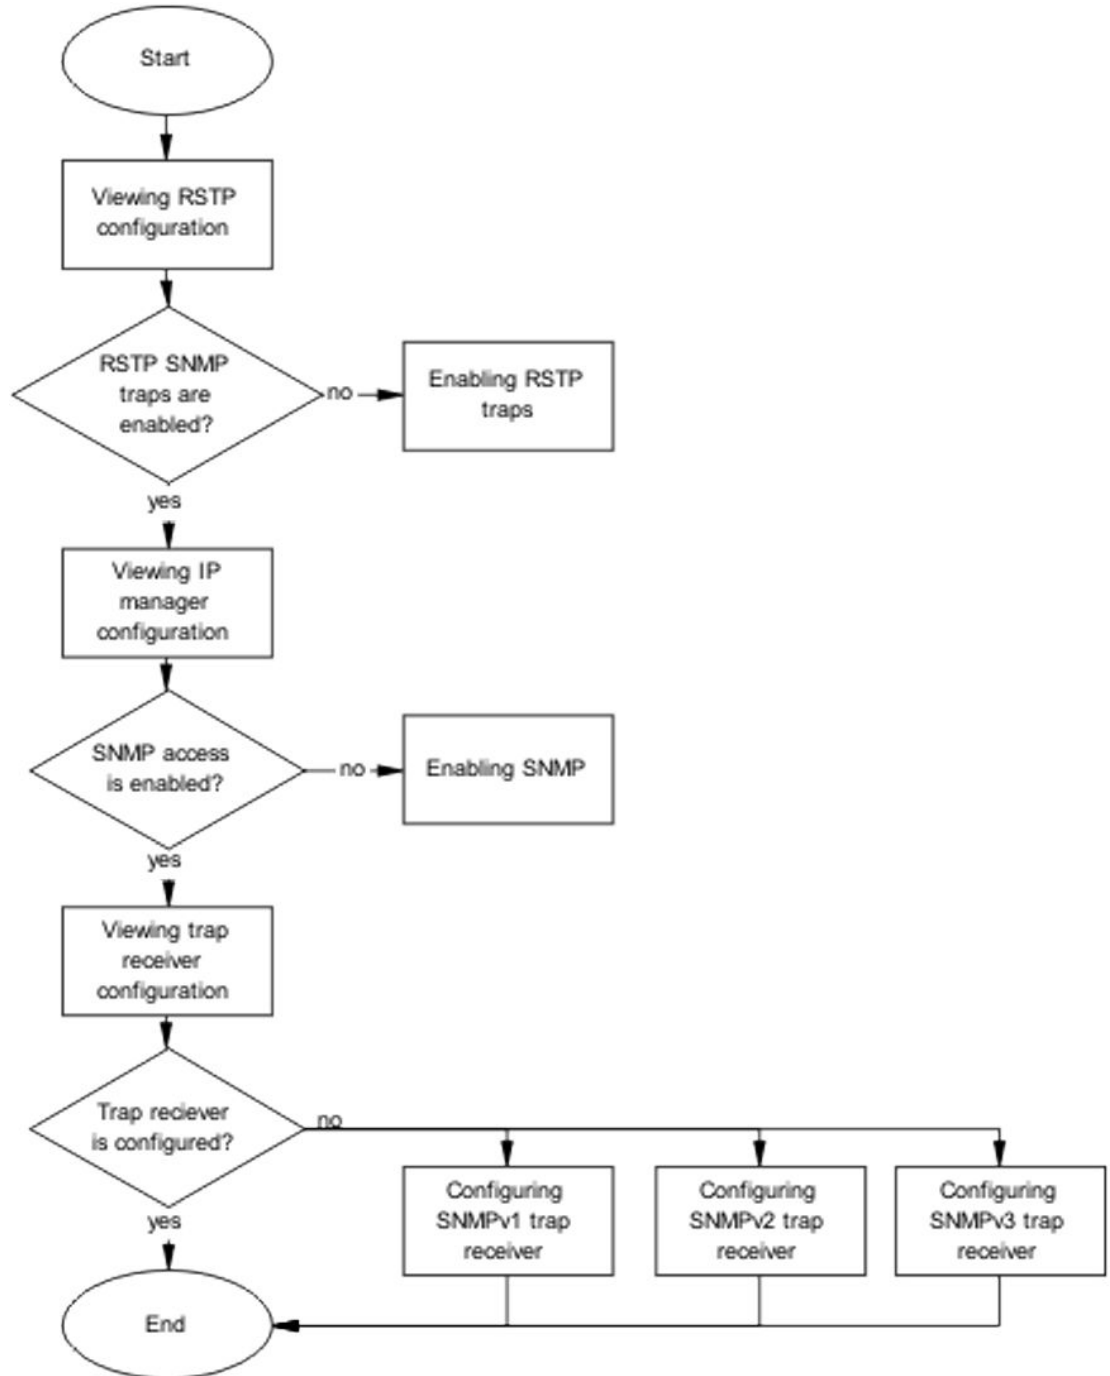 Start
Viewing RSTP
configuration
RSTP SNMP
traps are
enabled?
no
Enabling RSTP
traps
yes
Viewing IP
manager
configuration
SNMP access
is enabled?
no
Enabling SNMP
yes
Viewing trap
receiver
configuration
Trap reciever
is configured?
no
Configuring
SNMPv1 trap
receiver
Configuring
SNMPv2 trap
receiver
Configuring
SNMPv3 trap
receiver
yes
End